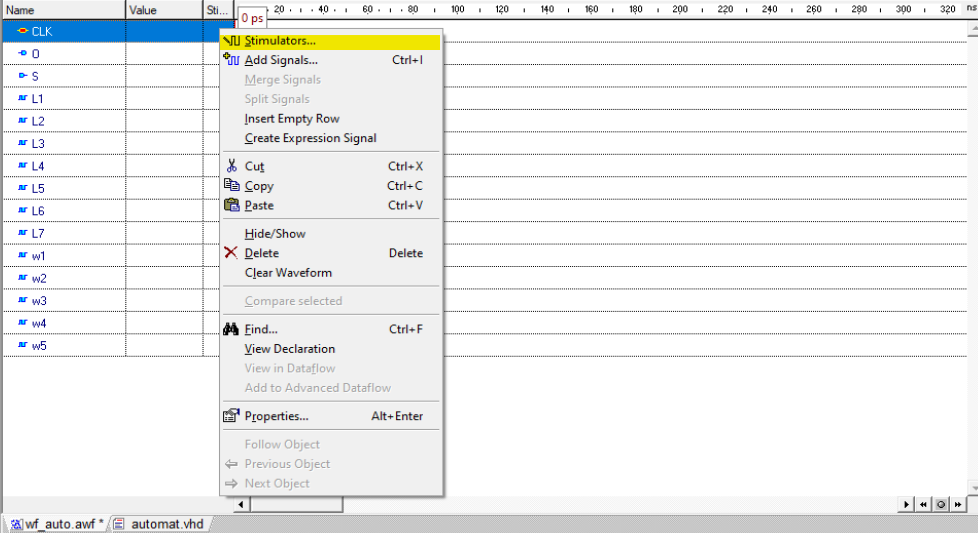 Name Value Sti... 0 ps 20 40 60 80 100 120 140 160 180 200 220 240 260 280 300 320 ns
CLK
Stimulators...
O
Add Signals... Ctrl+I
S
Merge Signals
L1
Split Signals
L2
Insert Empty Row
L3
Create Expression Signal
L4
Cut Ctrl+X
L5
Copy Ctrl+C
L6
Paste Ctrl+V
L7
Hide/Show
w1
Delete Delete
w2
Clear Waveform
w3
Compare selected
w4
Find... Ctrl+F
w5
View Declaration
View in Dataflow
Add to Advanced Dataflow
Properties... Alt+Enter
Follow Object
Previous Object
Next Object
wf_auto.awf * automat.vhd